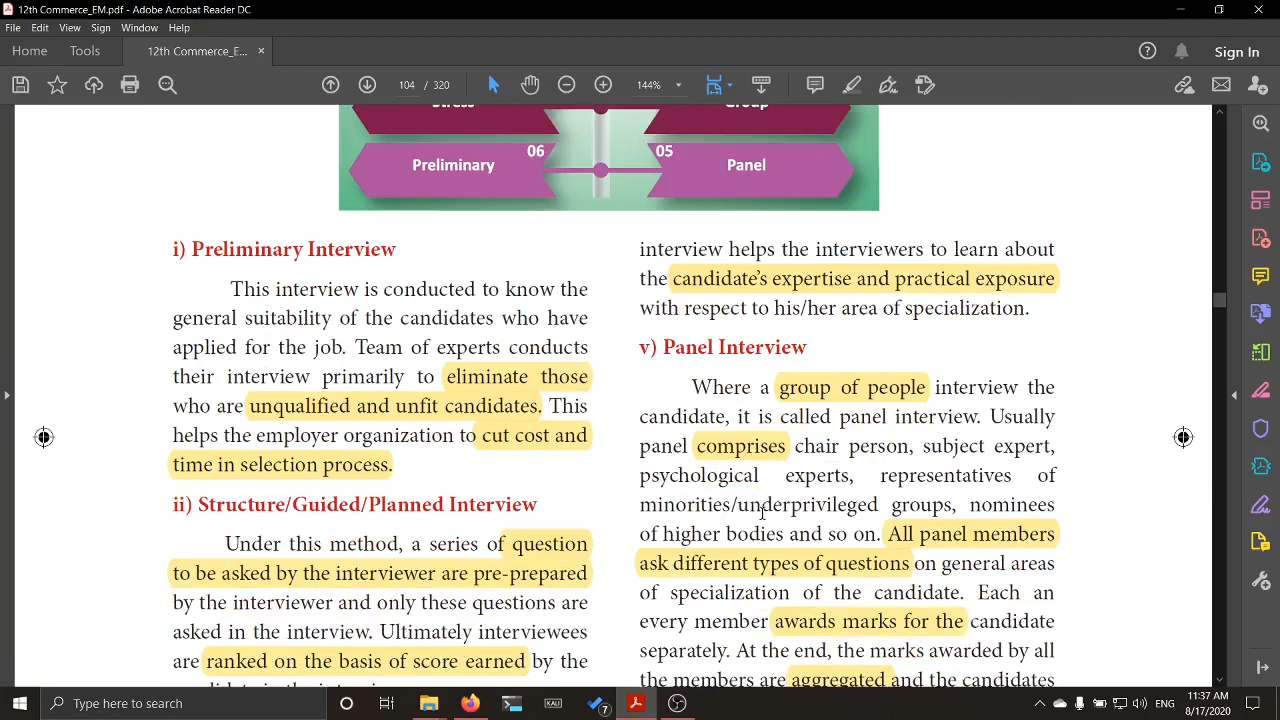 12th Commerce_EM.pdf - Adobe Acrobat Reader DC
File Edit View Sign Window Help
Home Tools 12th Commerce_E... × Sign In
104 / 320 144%
Stress Group
06 05
Preliminary Panel
i) Preliminary Interview
This interview is conducted to know the
general suitability of the candidates who have
applied for the job. Team of experts conducts
their interview primarily to eliminate those
who are unqualified and unfit candidates. This
helps the employer organization to cut cost and
time in selection process.
ii) Structure/Guided/Planned Interview
Under this method, a series of question
to be asked by the interviewer are pre-prepared
by the interviewer and only these questions are
asked in the interview. Ultimately interviewees
are ranked on the basis of score earned by the
interview helps the interviewers to learn about
the candidate's expertise and practical exposure
with respect to his/her area of specialization.
v) Panel Interview
Where a group of people interview the
candidate, it is called panel interview. Usually
panel comprises chair person, subject expert,
psychological experts, representatives of
minorities/underprivileged groups, nominees
of higher bodies and so on. All panel members
ask different types of questions on general areas
of specialization of the candidate. Each an
every member awards marks for the candidate
separately. At the end, the marks awarded by all
the members are aggregated and the candidates
Type here to search
KALI
7
11:37 AM
8/17/2020